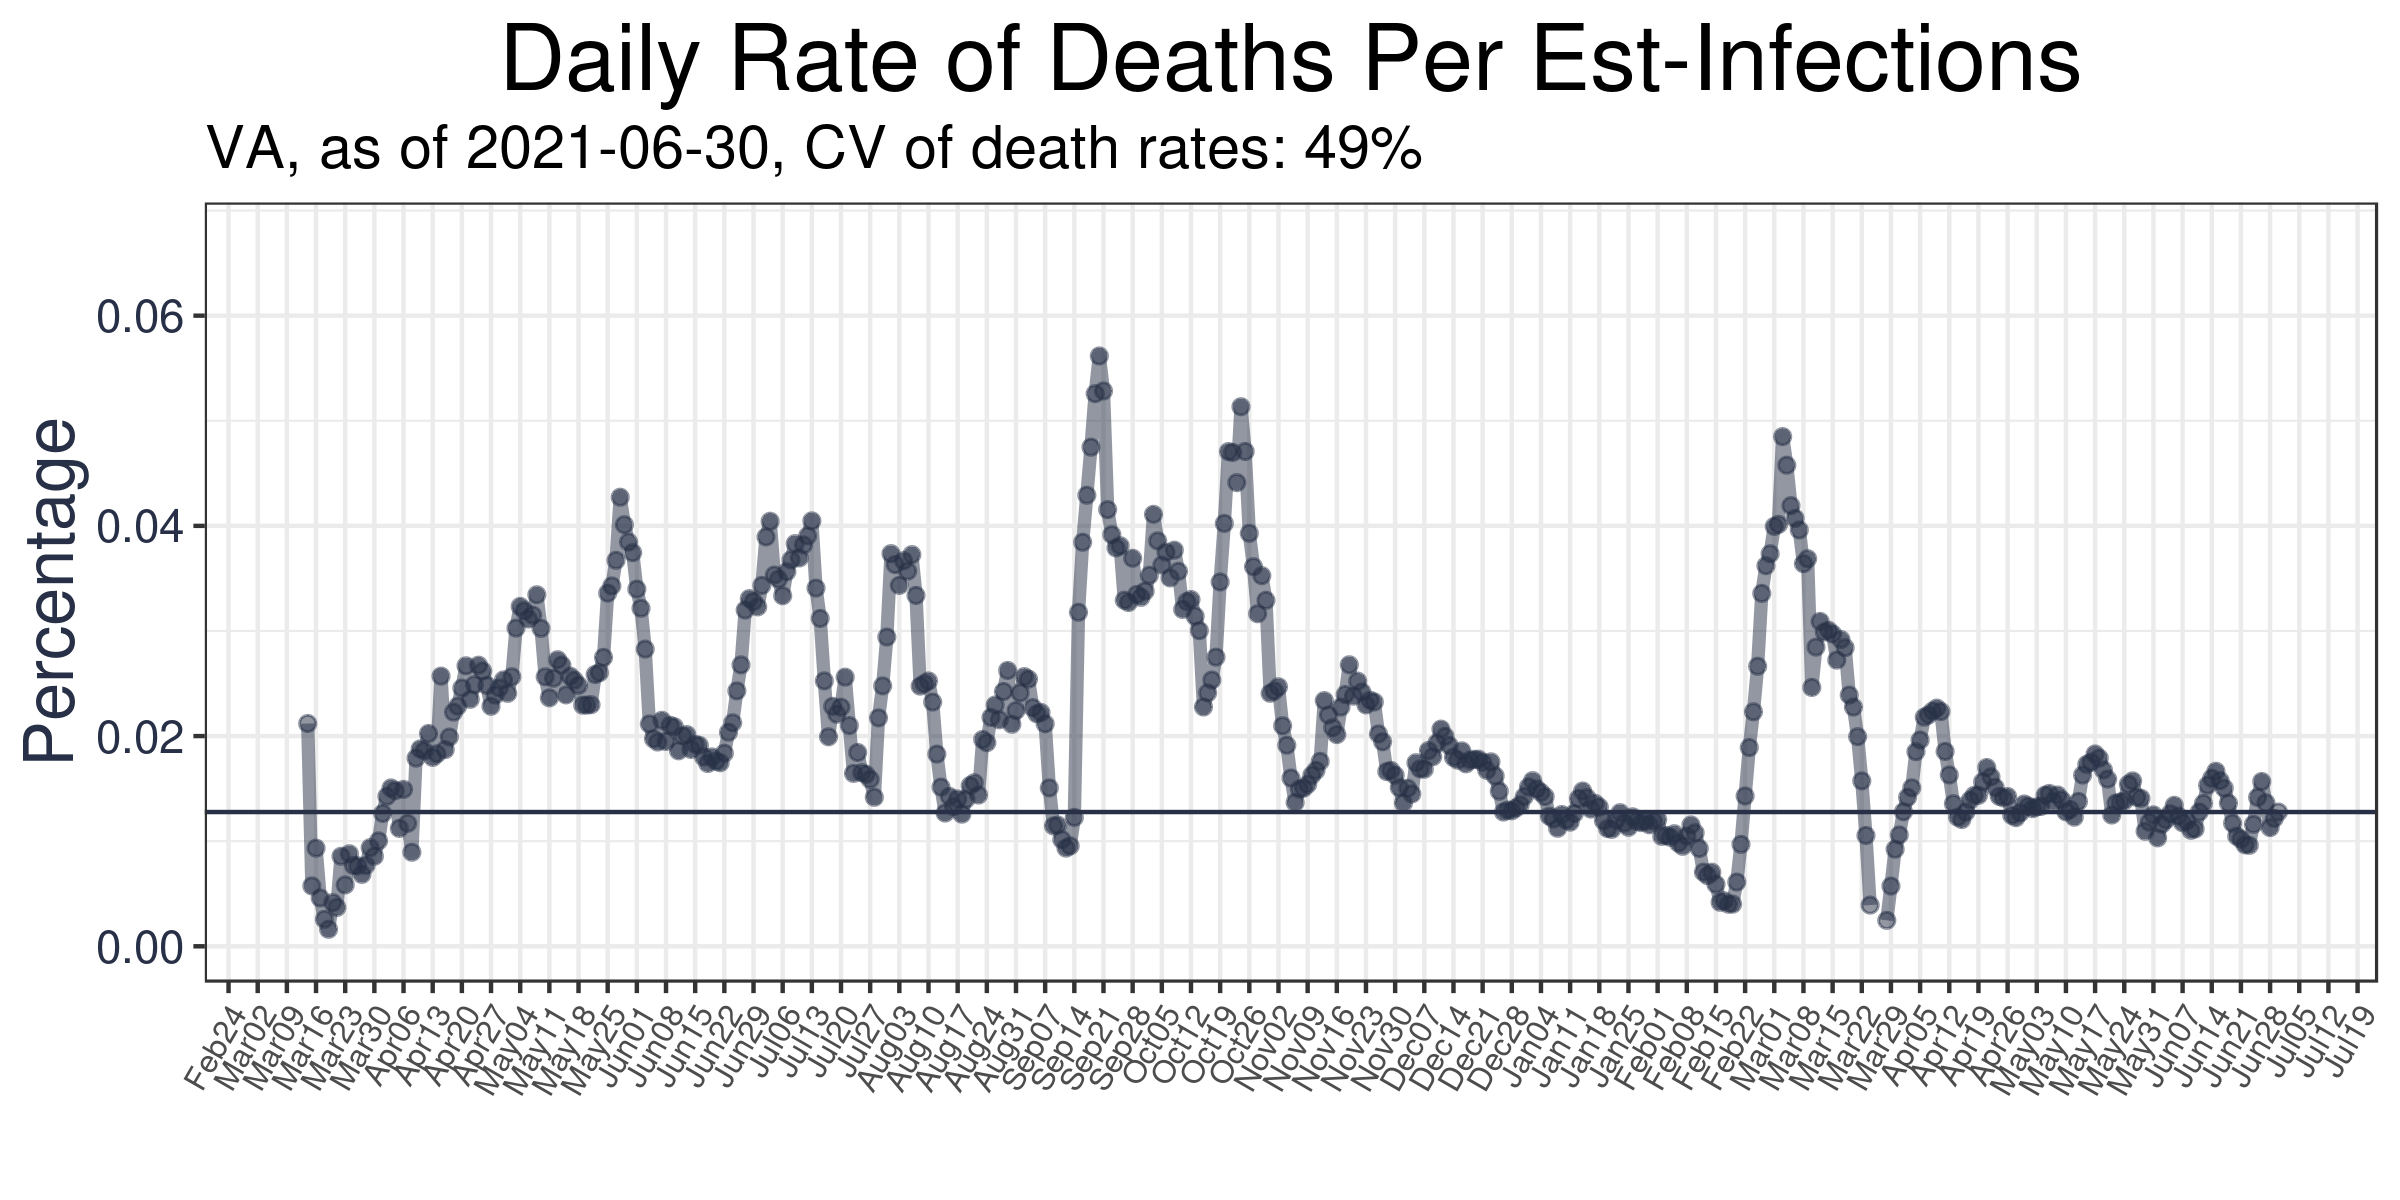 Daily Rate of Deaths Per Est-Infections
VA, as of 2021-06-30, CV of death rates: 49%
Percentage
0.06
0.04
0.02
0.00
Feb24
Mar02
Mar09
Mar16
Mar23
Mar30
Apr06
Apr13
Apr20
Apr27
May04
May11
May18
May25
Jun01
Jun08
Jun15
Jun22
Jun29
Jul06
Jul13
Jul20
Jul27
Aug03
Aug10
Aug17
Aug24
Aug31
Sep07
Sep14
Sep21
Sep28
Oct05
Oct12
Oct19
Oct26
Nov02
Nov09
Nov16
Nov23
Nov30
Dec07
Dec14
Dec21
Dec28
Jan04
Jan11
Jan18
Jan25
Feb01
Feb08
Feb15
Feb22
Mar01
Mar08
Mar15
Mar22
Mar29
Apr05
Apr12
Apr19
Apr26
May03
May10
May17
May24
May31
Jun07
Jun14
Jun21
Jun28
Jul05
Jul12
Jul19